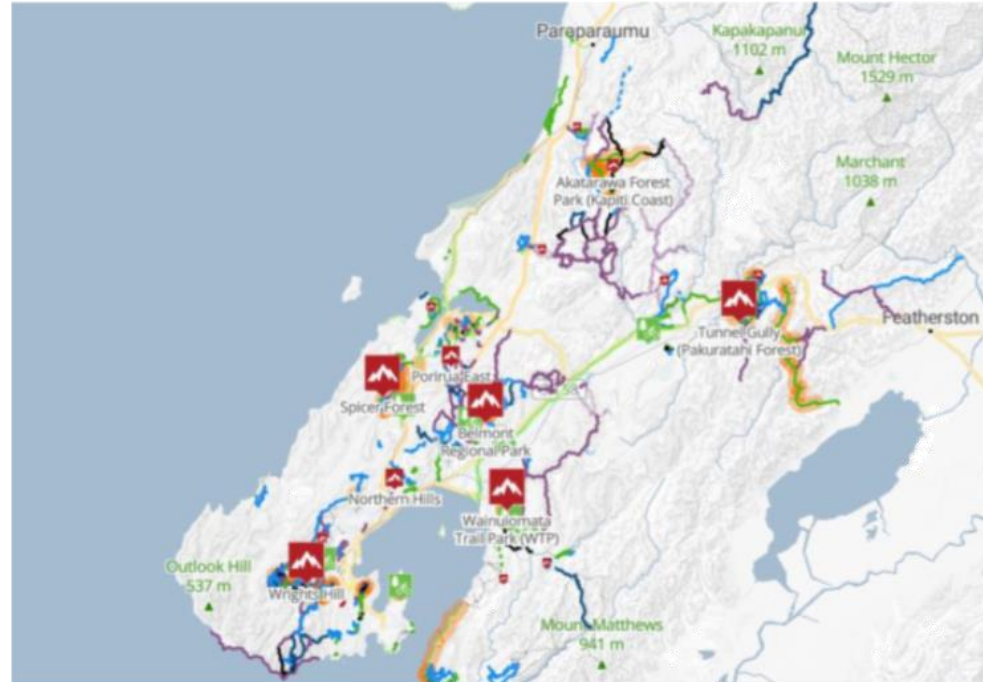 Paraparaumu
Kapakapanui
1102 m
Mount Hector
1529 m
Marchant
1038 m
Akatarawa Forest
Park (Kapiti Coast)
Featherston
Tunnel Gully
(Pakuratahi Forest)
Porirua East
Spicer Forest
Belmont
Regional Park
Northern Hills
Wainuiomata
Trail Park (WTP)
Outlook Hill
537 m
Wrights Hill
Mount Matthews
941 m